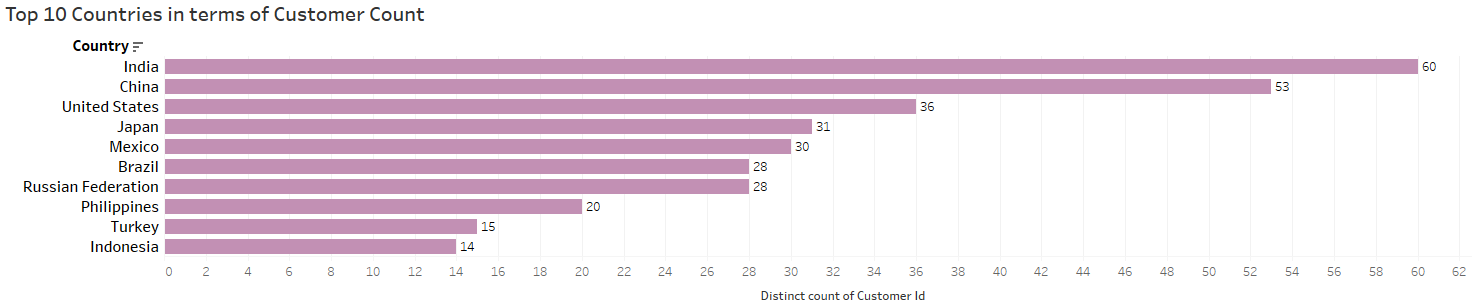 Top 10 Countries in terms of Customer Count
Country
India 60
China 53
United States 36
Japan 31
Mexico 30
Brazil 28
Russian Federation 28
Philippines 20
Turkey 15
Indonesia 14
0 2 4 6 8 10 12 14 16 18 20 22 24 26 28 30 32 34 36 38 40 42 44 46 48 50 52 54 56 58 60 62
Distinct count of Customer Id